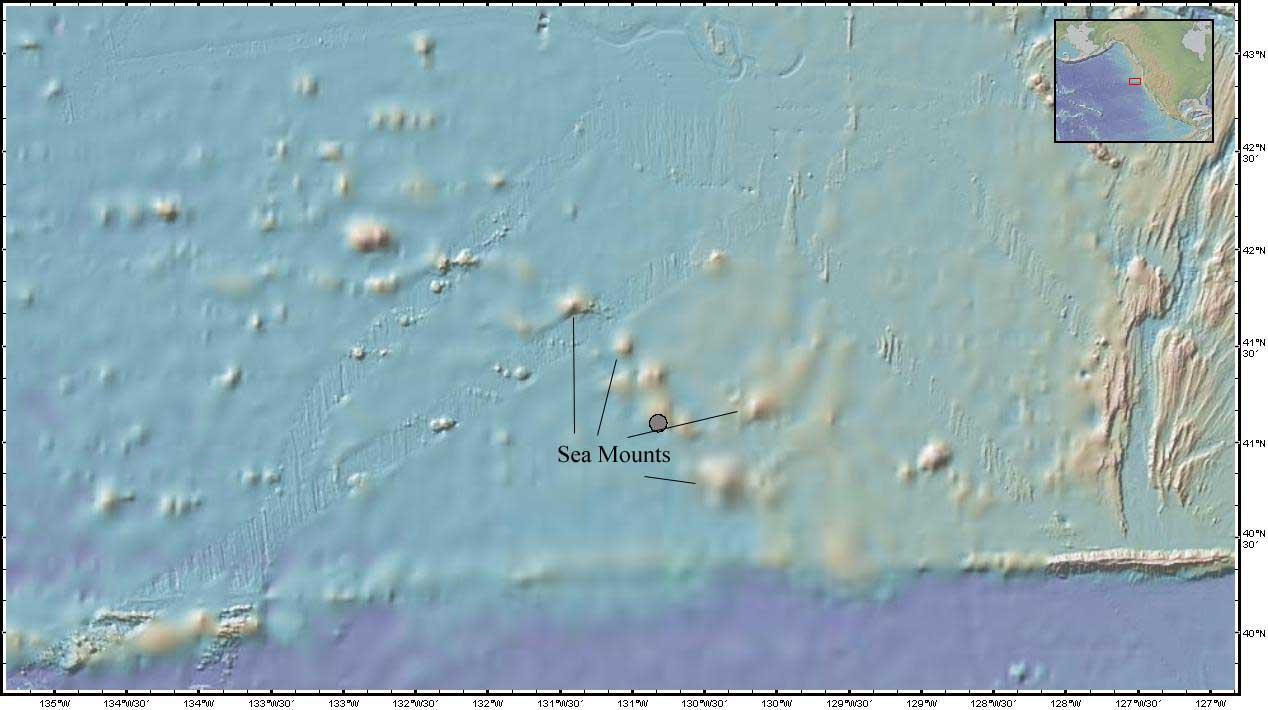 43°N
42°N
30′
42°N
41°N
30′
41°N
40°N
30′
40°N
Sea Mounts
135°W
134°W30′
134°W
133°W30′
133°W
132°W30′
132°W
131°W30′
131°W
130°W30′
130°W
129°W30′
129°W
128°W30′
128°W
127°W30′
127°W